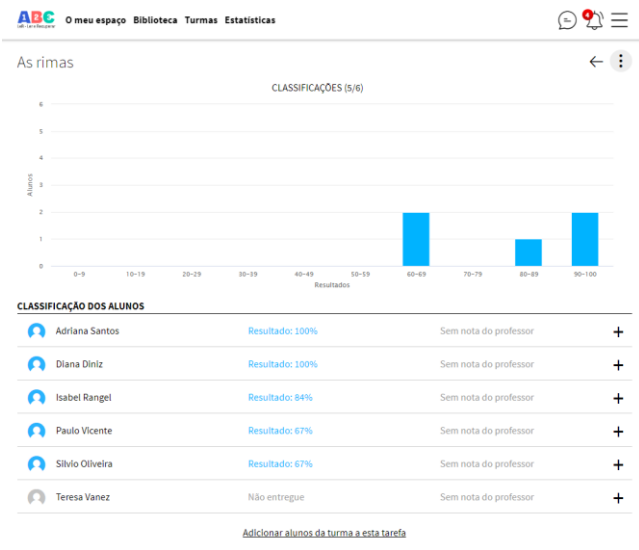 ABC
O meu espaço Biblioteca Turmas Estatísticas
4
As rimas
CLASSIFICAÇÕES (5/6)
6
5
4
3
2
1
0
Alunos
0-9 10-19 20-29 30-39 40-49 50-59 60-69 70-79 80-89 90-100
Resultados
CLASSIFICAÇÃO DOS ALUNOS
Adriana Santos Resultado: 100% Sem nota do professor +
Diana Diniz Resultado: 100% Sem nota do professor +
Isabel Rangel Resultado: 84% Sem nota do professor +
Paulo Vicente Resultado: 67% Sem nota do professor +
Silvio Oliveira Resultado: 67% Sem nota do professor +
Teresa Vanez Não entregue Sem nota do professor +
Adicionar alunos da turma a esta tarefa